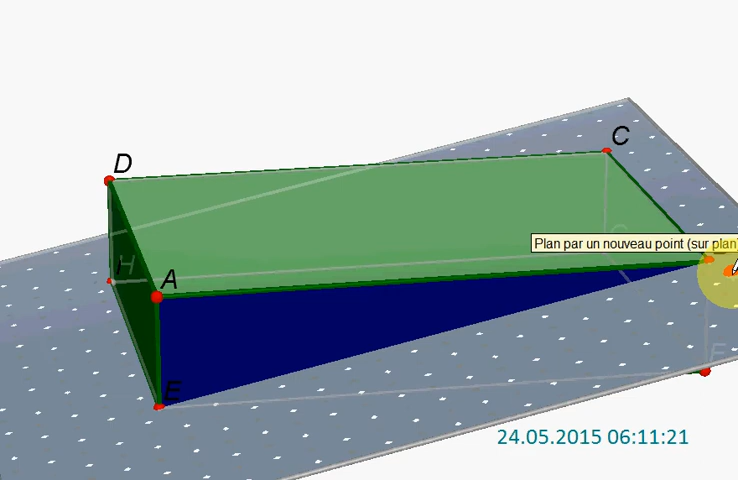 D
C
Plan par un nouveau point (sur plan)
H
A
E
F
24.05.2015 06:11:21